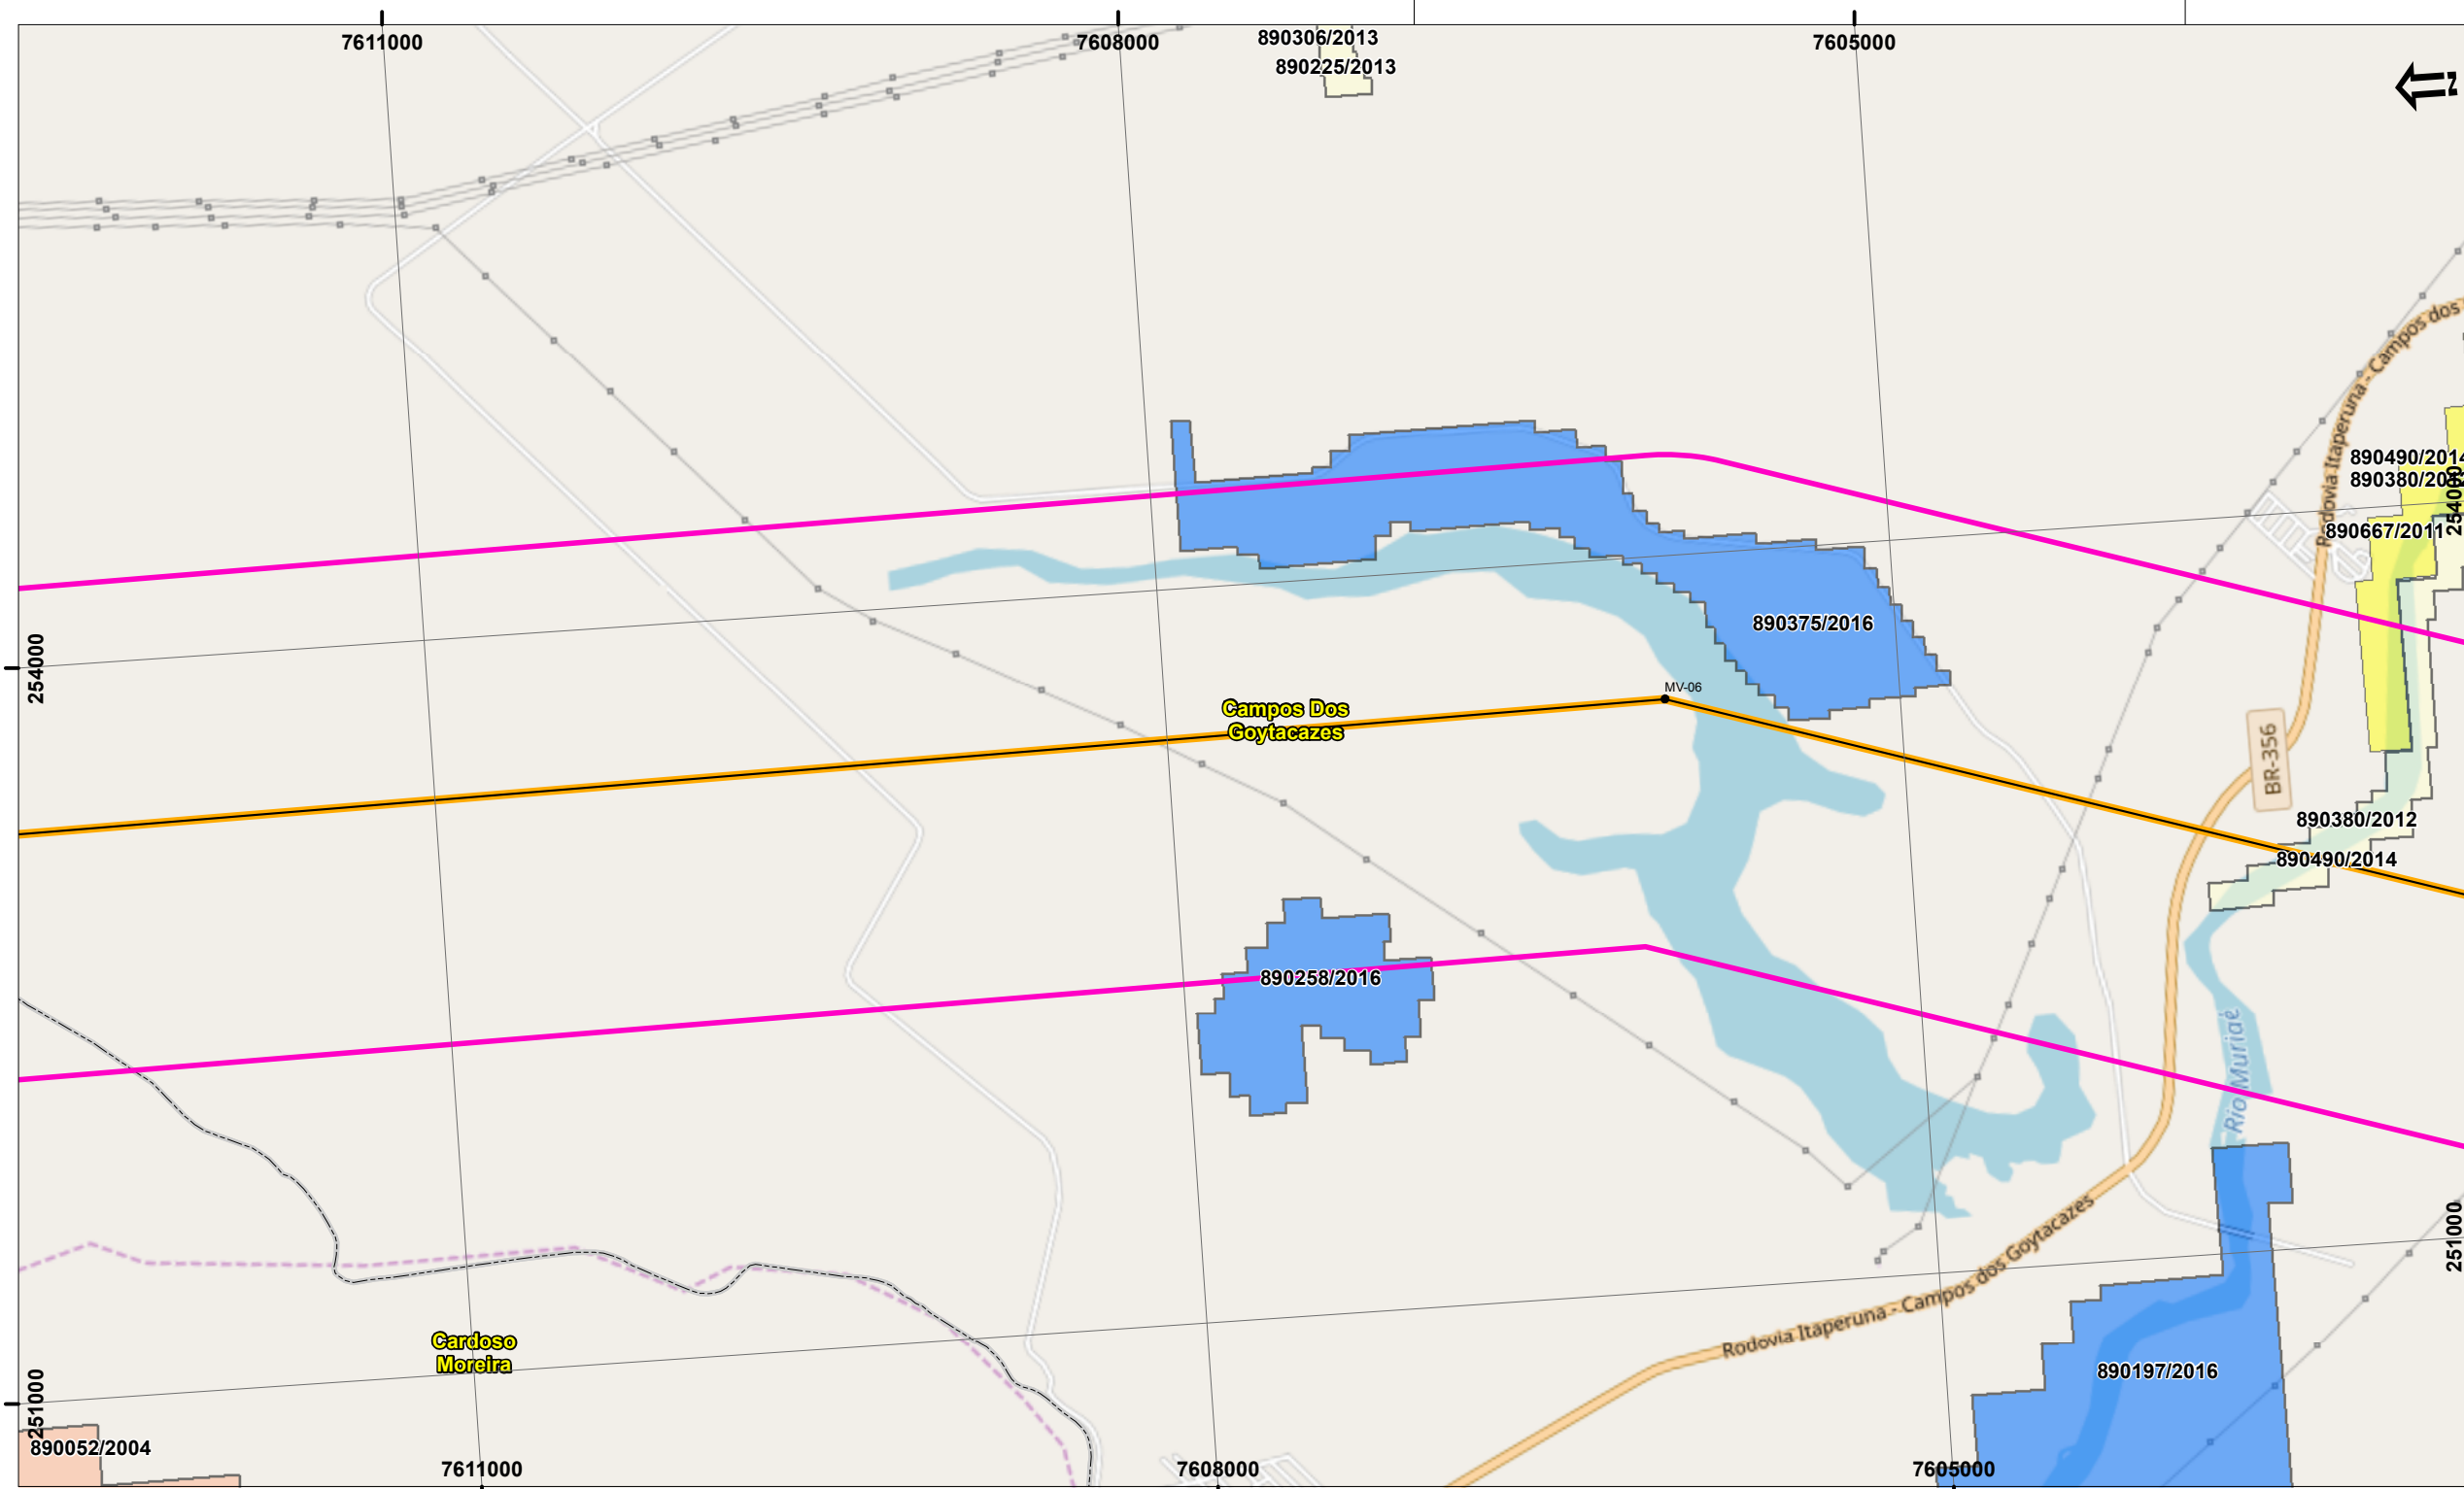 7611000
7608000
7605000
890306/2013
890225/2013
Rodovia Itaperuna - Campos dos
890490/2014
890380/2012
254000
890667/2011
254000
890375/2016
MV-06
Campos Dos
Goytacazes
BR-356
890380/2012
890490/2014
890258/2016
Rio Muriaé
251000
Rodovia Itaperuna - Campos dos Goytacazes
Cardoso
Moreira
890197/2016
251000
890052/2004
7611000
7608000
7605000